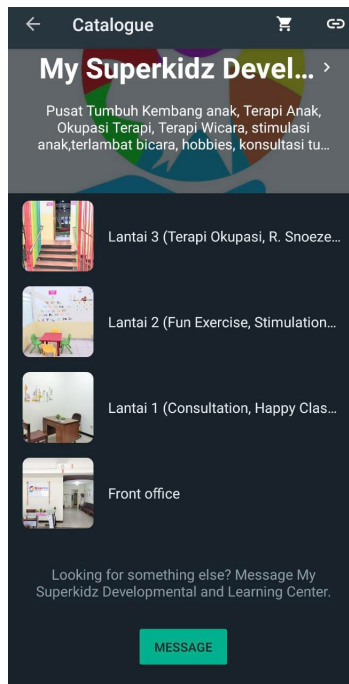 Catalogue
My Superkidz Devel...
Pusat Tumbuh Kembang anak, Terapi Anak,
Okupasi Terapi, Terapi Wicara, stimulasi
anak,terlambat bicara, hobbies, konsultasi tu...
Lantai 3 (Terapi Okupasi, R. Snoeze...
Lantai 2 (Fun Exercise, Stimulation...
Lantai 1 (Consultation, Happy Clas...
Front office
Looking for something else? Message My
Superkidz Developmental and Learning Center.
MESSAGE